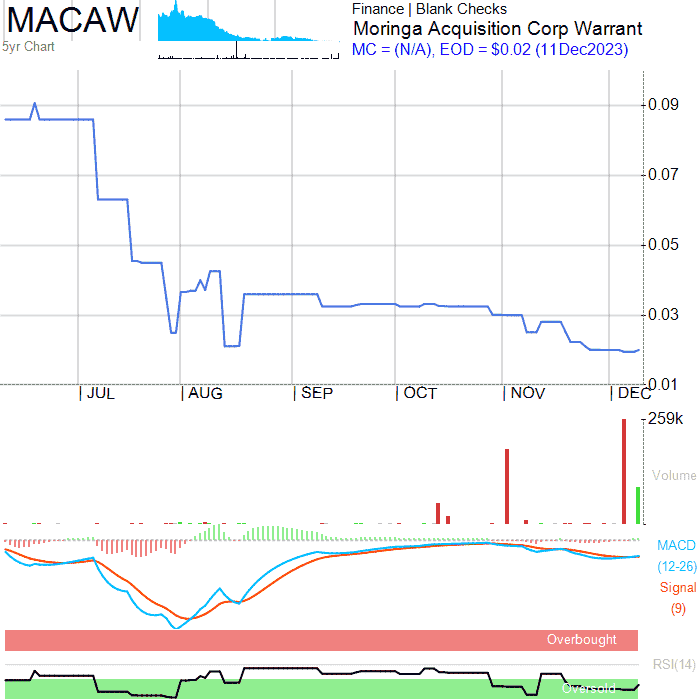 MACAW
5yr Chart
Finance | Blank Checks
Moringa Acquisition Corp Warrant
MC = (N/A), EOD = $0.02 (11Dec2023)
0.09
0.07
0.05
0.03
0.01
| JUL | AUG | SEP | OCT | NOV | DEC
259k
Volume
MACD
(12-26)
Signal
(9)
Overbought
RSI(14)
Oversold